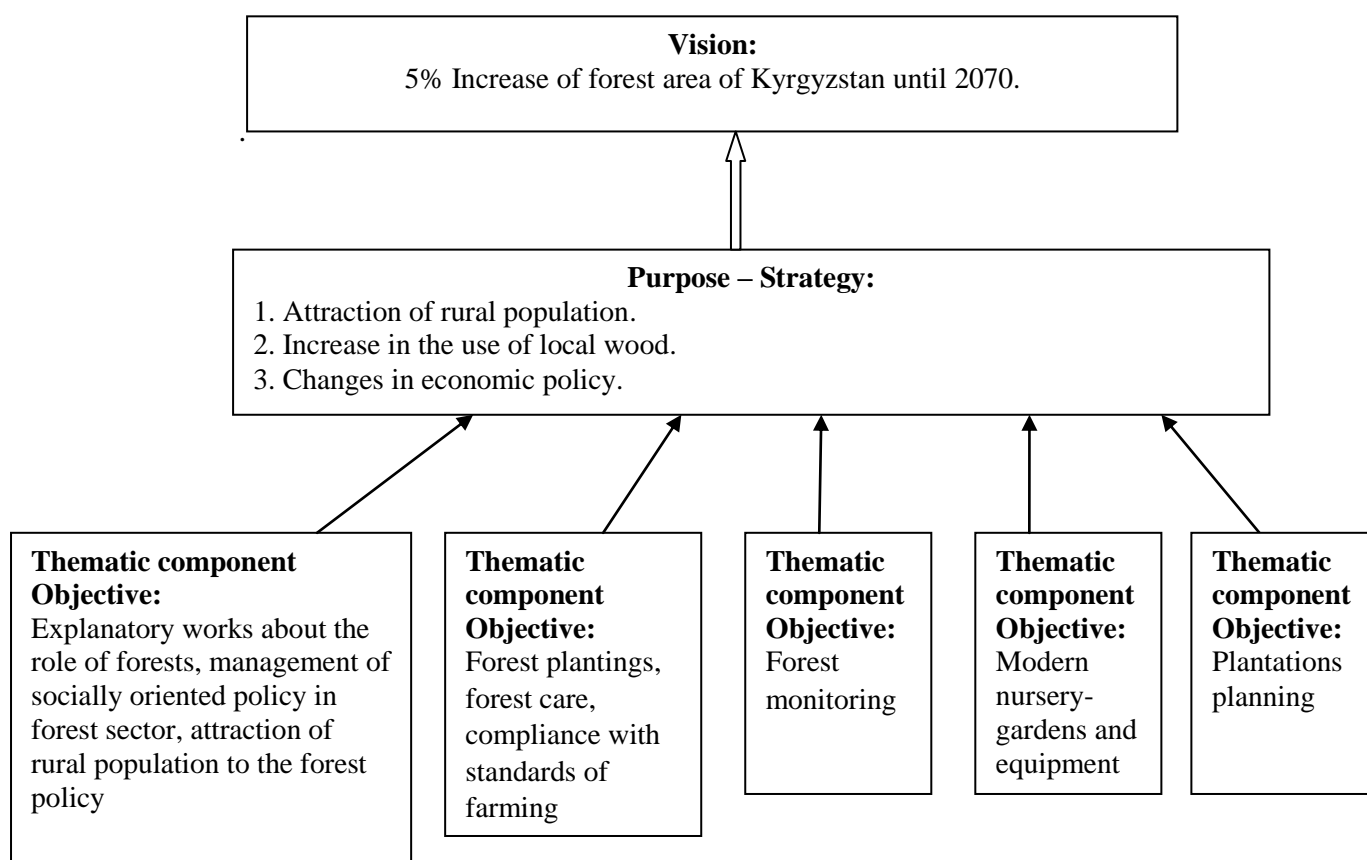 Vision:
5% Increase of forest area of Kyrgyzstan until 2070.
.
Purpose – Strategy:
1. Attraction of rural population.
2. Increase in the use of local wood.
3. Changes in economic policy.
Thematic component
Objective:
Explanatory works about the
role of forests, management of
socially oriented policy in
forest sector, attraction of
rural population to the forest
policy
Thematic
component
Objective:
Forest plantings,
forest care,
compliance with
standards of
farming
Thematic
component
Objective:
Forest
monitoring
Thematic
component
Objective:
Modern
nursery-
gardens and
equipment
Thematic
component
Objective:
Plantations
planning